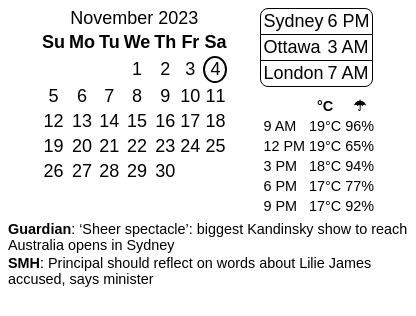 November 2023
Su Mo Tu We Th Fr Sa
1 2 3 4
5 6 7 8 9 10 11
12 13 14 15 16 17 18
19 20 21 22 23 24 25
26 27 28 29 30
Sydney 6 PM
Ottawa 3 AM
London 7 AM
°C ☂
9 AM 19°C 96%
12 PM 19°C 65%
3 PM 18°C 94%
6 PM 17°C 77%
9 PM 17°C 92%
Guardian: ‘Sheer spectacle’: biggest Kandinsky show to reach
Australia opens in Sydney
SMH: Principal should reflect on words about Lilie James
accused, says minister